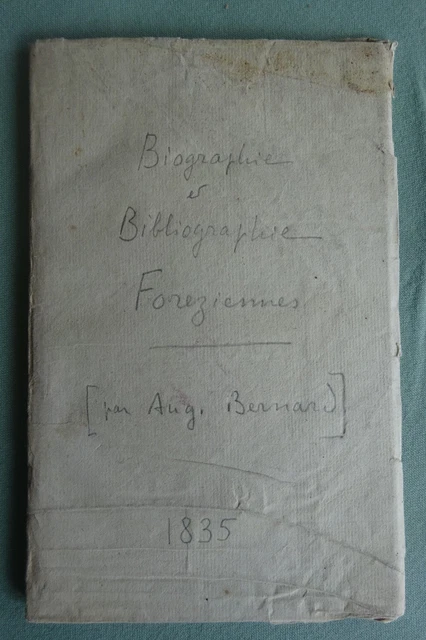 Biographie
et
Bibliographie
Foreziennes
[par Aug. Bernard]
1835